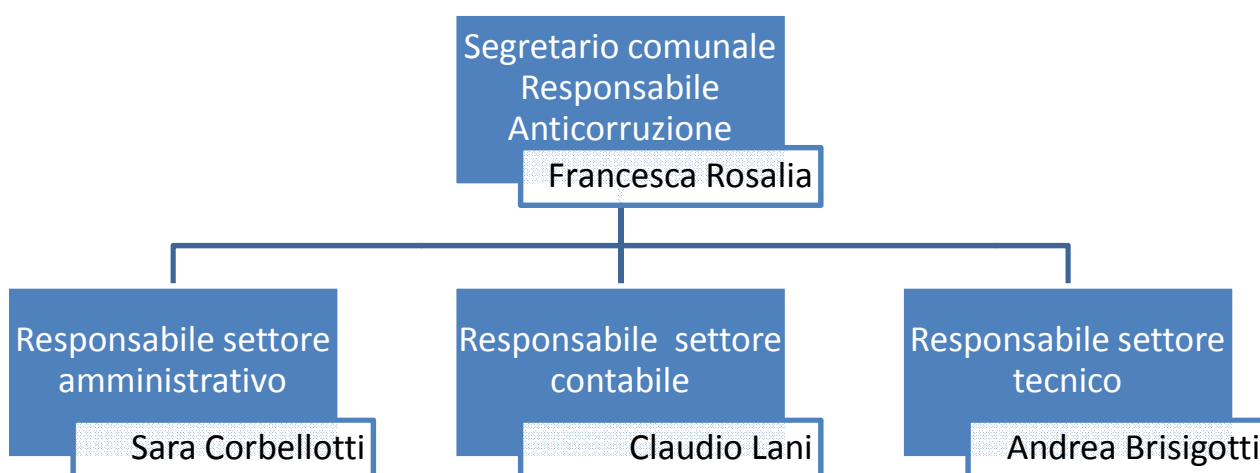 Segretario comunale
Responsabile
Anticorruzione
Francesca Rosalia
Responsabile settore
amministrativo
Sara Corbellotti
Responsabile settore
contabile
Claudio Lani
Responsabile settore
tecnico
Andrea Brisigotti